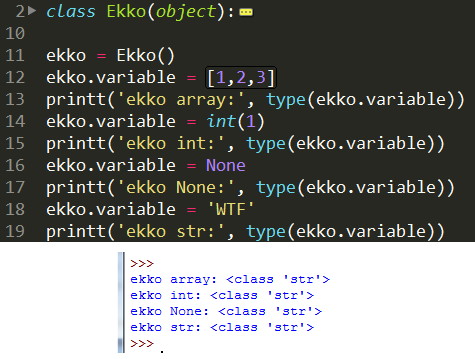 2 class Ekko(object):
10
11 ekko = Ekko()
12 ekko.variable = [1,2,3]
13 printt('ekko array:', type(ekko.variable))
14 ekko.variable = int(1)
15 printt('ekko int:', type(ekko.variable))
16 ekko.variable = None
17 printt('ekko None:', type(ekko.variable))
18 ekko.variable = 'WTF'
19 printt('ekko str:', type(ekko.variable))
>>>
ekko array: <class 'str'>
ekko int: <class 'str'>
ekko None: <class 'str'>
ekko str: <class 'str'>
>>>